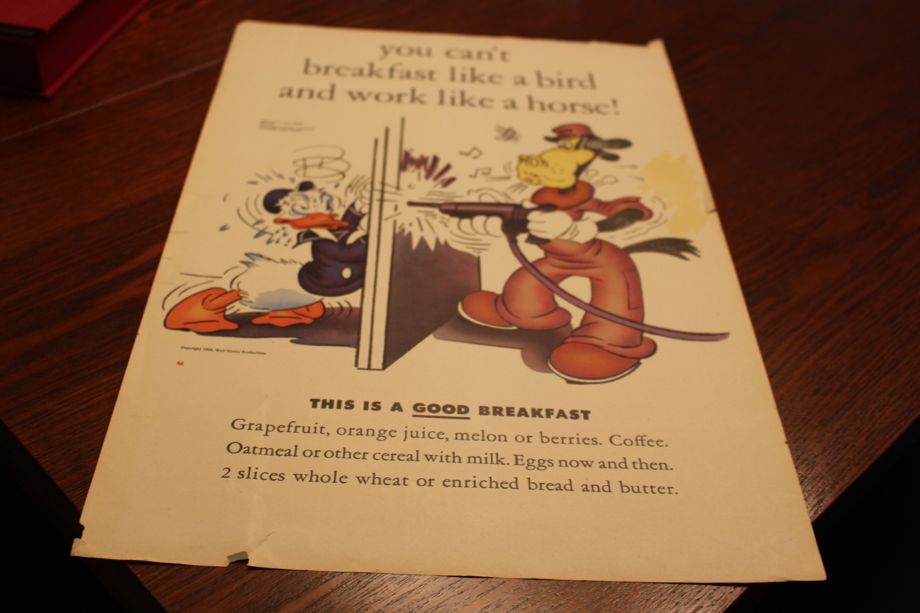 you can't
breakfast like a bird
and work like a horse!
THIS IS A GOOD BREAKFAST
Grapefruit, orange juice, melon or berries. Coffee.
Oatmeal or other cereal with milk. Eggs now and then.
2 slices whole wheat or enriched bread and butter.